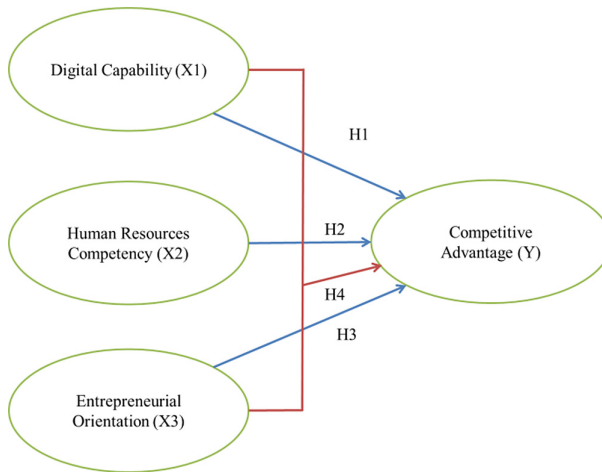 Digital Capability (X1)
H1
Human Resources
Competency (X2)
H2
Competitive
Advantage (Y)
H4
H3
Entrepreneurial
Orientation (X3)